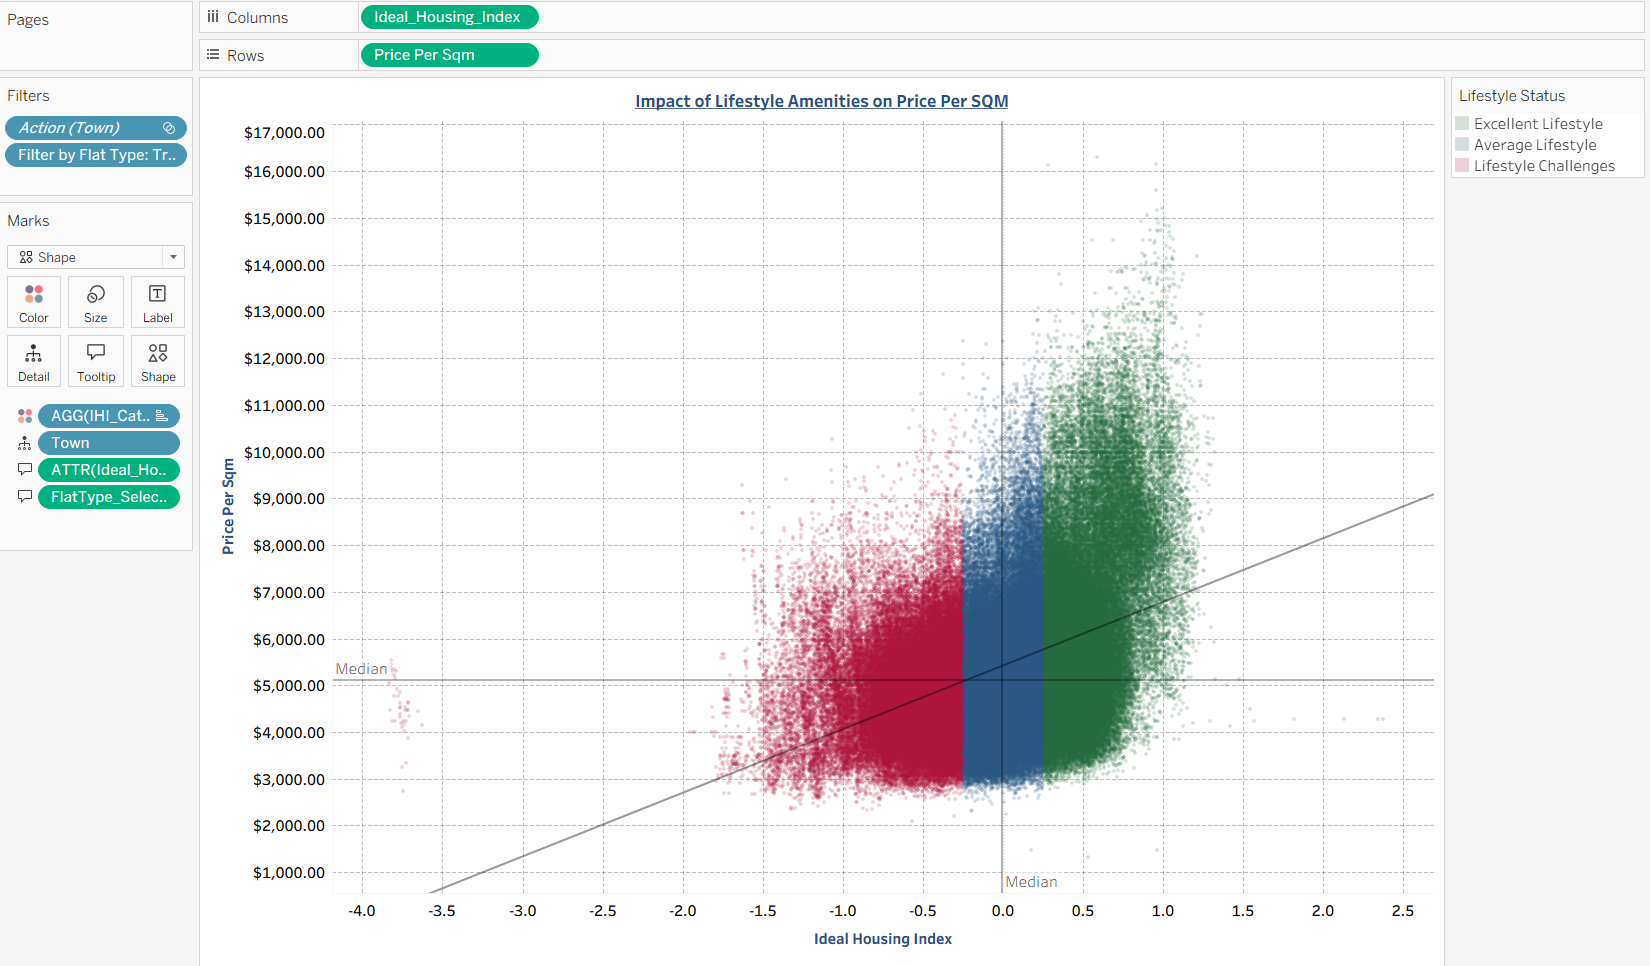 Pages
Columns
Ideal_Housing_Index
Rows
Price Per Sqm
Filters
Action (Town)
Filter by Flat Type: Tr..
Marks
Shape
Color
Size
Label
Detail
Tooltip
Shape
AGG(IHI_Cat..
Town
ATTR(Ideal_Ho..
FlatType_Selec..
Impact of Lifestyle Amenities on Price Per SQM
$17,000.00
$16,000.00
$15,000.00
$14,000.00
$13,000.00
$12,000.00
$11,000.00
$10,000.00
$9,000.00
$8,000.00
$7,000.00
$6,000.00
$5,000.00
$4,000.00
$3,000.00
$2,000.00
$1,000.00
Price Per Sqm
Median
Median
-4.0 -3.5 -3.0 -2.5 -2.0 -1.5 -1.0 -0.5 0.0 0.5 1.0 1.5 2.0 2.5
Ideal Housing Index
Lifestyle Status
Excellent Lifestyle
Average Lifestyle
Lifestyle Challenges